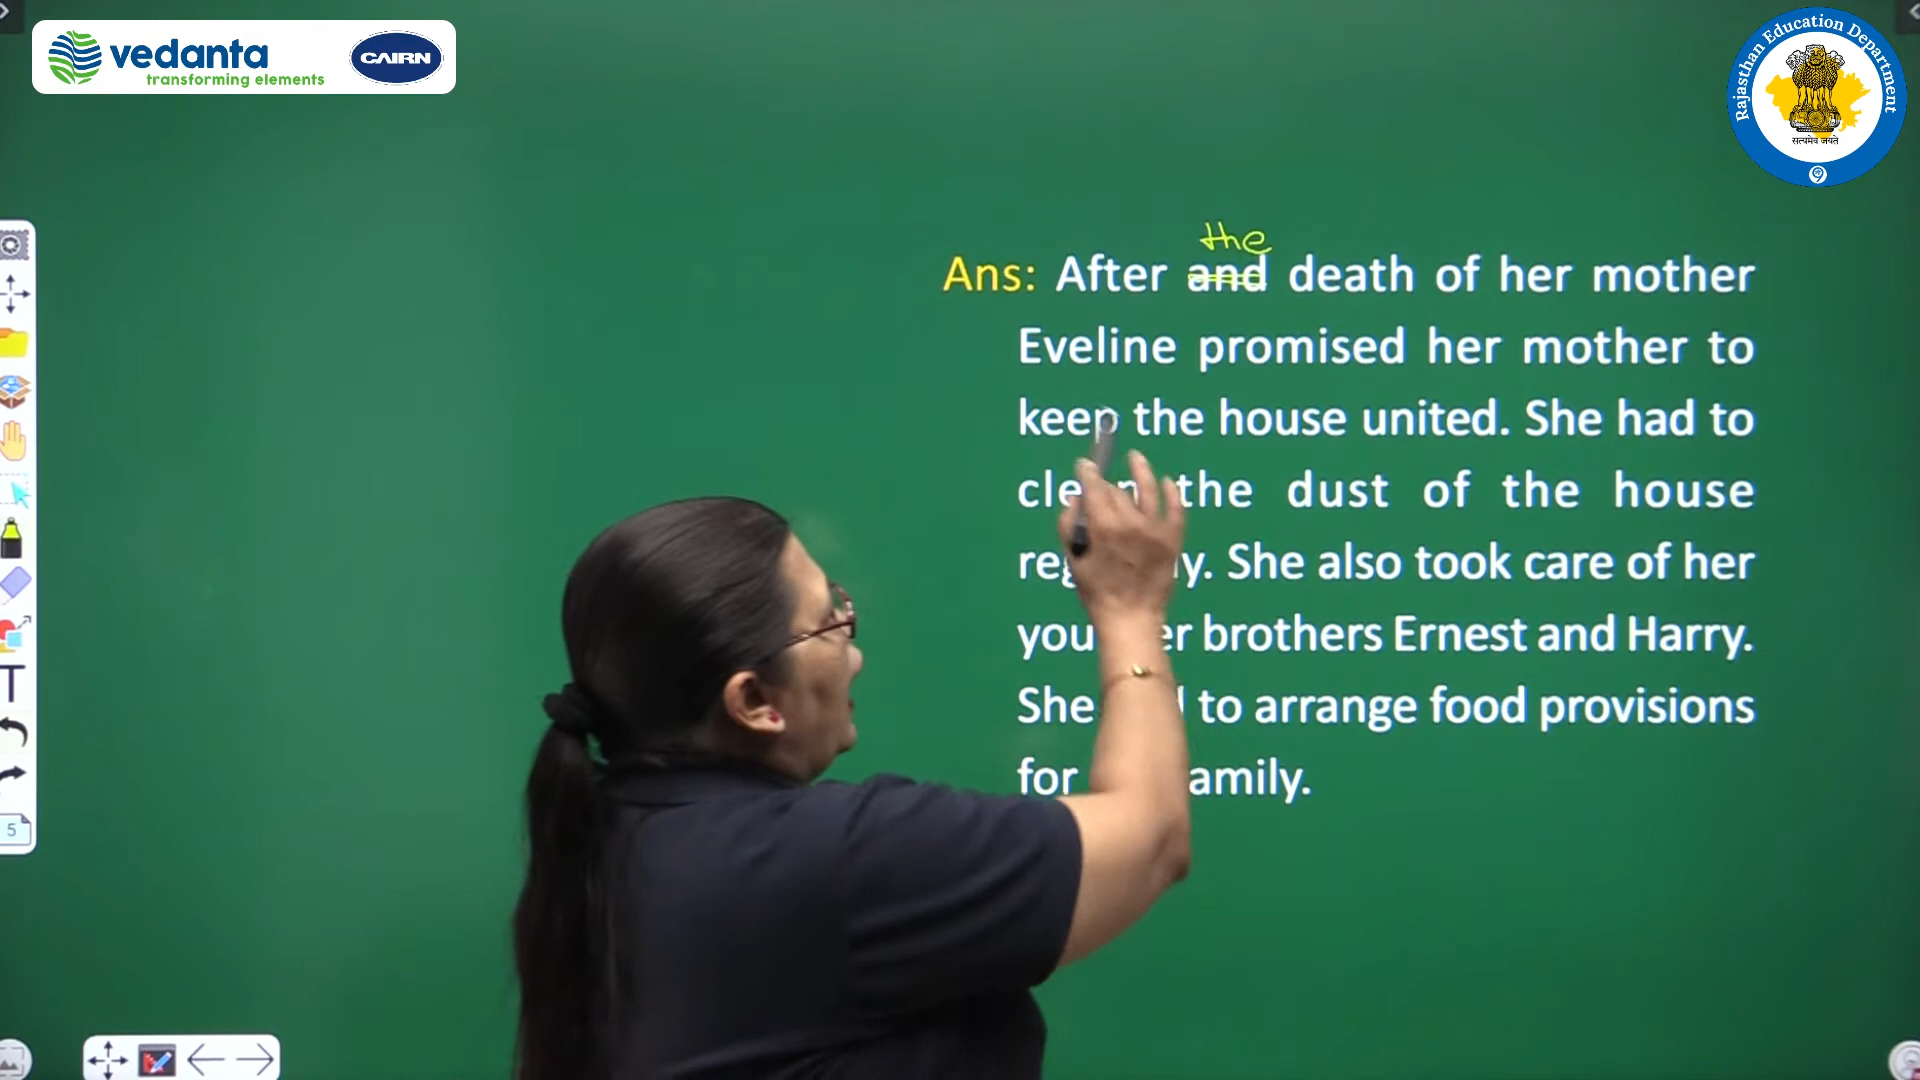 vedanta
transforming elements
CAIRN
Rajasthan Education Department
सत्यमेव जयते
the
Ans: After and death of her mother
Eveline promised her mother to
keep the house united. She had to
the dust of the house
She also took care of her
brothers Ernest and Harry.
She to arrange food provisions
for
T
5